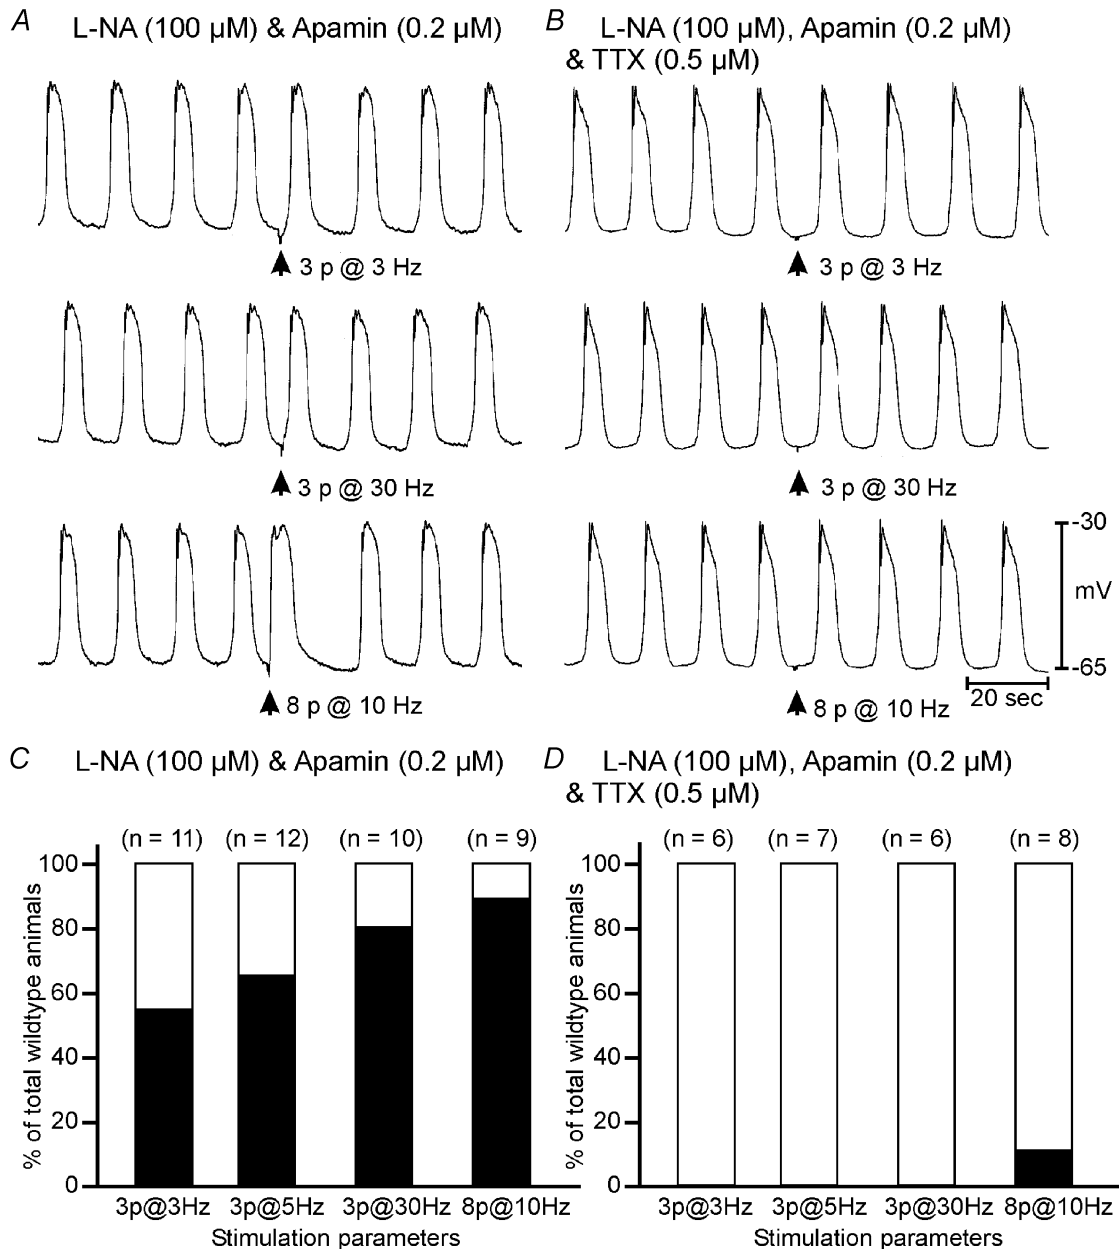 A L-NA (100 µM) & Apamin (0.2 µM)
B L-NA (100 µM), Apamin (0.2 µM)
& TTX (0.5 µM)
3 p @ 3 Hz
3 p @ 3 Hz
3 p @ 30 Hz
3 p @ 30 Hz
-30
mV
-65
20 sec
8 p @ 10 Hz
8 p @ 10 Hz
C L-NA (100 µM) & Apamin (0.2 µM)
(n = 11) (n = 12) (n = 10) (n = 9)
% of total wildtype animals
100
80
60
40
20
0
3p@3Hz 3p@5Hz 3p@30Hz 8p@10Hz
Stimulation parameters
D L-NA (100 µM), Apamin (0.2 µM)
& TTX (0.5 µM)
(n = 6) (n = 7) (n = 6) (n = 8)
% of total wildtype animals
100
80
60
40
20
0
3p@3Hz 3p@5Hz 3p@30Hz 8p@10Hz
Stimulation parameters